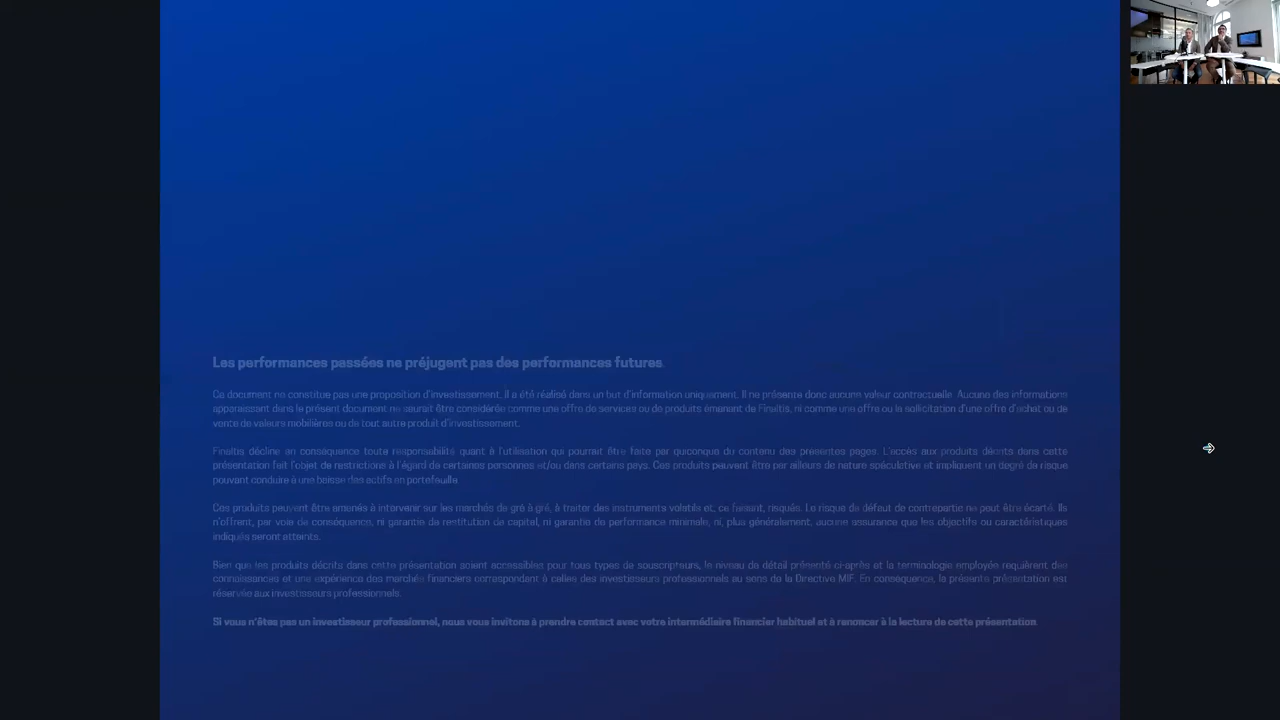 Les performances passées ne préjugent pas des performances futures.
Ce document ne constitue pas une proposition d'investissement, il a été réalisé dans un but d'information uniquement. Il ne présente donc aucune valeur contractuelle. Aucune des informations
apparaissant dans le présent document ne saurait être considérée comme une offre de services ou de produits émanant de Finaltis, ni comme une offre ou la sollicitation d'une offre d'achat ou de
vente de valeurs mobilières ou de tout autre produit d'investissement.
Finaltis décline en conséquence toute responsabilité quant à l'utilisation qui pourrait être faite par quiconque du contenu des présentes pages. L'accès aux produits décrits dans cette
présentation fait l'objet de restrictions à l'égard de certaines personnes et/ou dans certains pays. Ces produits peuvent être par ailleurs de nature spéculative et impliquent un degré de risque
pouvant conduire à une baisse des actifs en portefeuille.
Ces produits peuvent être amenés à intervenir sur les marchés de gré à gré, à traiter des instruments volatils et, ce faisant, risqués. Le risque de défaut de contrepartie ne peut être écarté. Ils
n'offrent, par voie de conséquence, ni garantie de restitution de capital, ni garantie de performance minimale, ni, plus généralement, aucune assurance que les objectifs ou caractéristiques
indiqués seront atteints.
Bien que les produits décrits dans cette présentation soient accessibles pour tous types de souscripteurs, le niveau de détail présenté ci-après et la terminologie employée requièrent des
connaissances et une expérience des marchés financiers correspondant à celles des investisseurs professionnels au sens de la Directive MIF. En conséquence, la présente présentation est
réservée aux investisseurs professionnels.
Si vous n'êtes pas un investisseur professionnel, nous vous invitons à prendre contact avec votre intermédiaire financier habituel et à renoncer à la lecture de cette présentation.